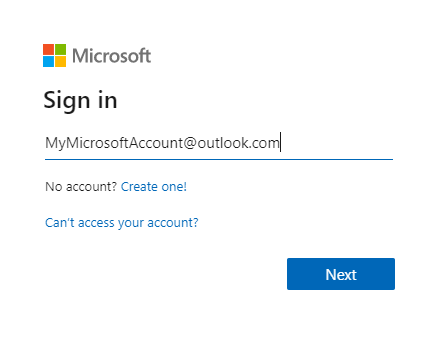 Microsoft
Sign in
MyMicrosoftAccount@outlook.com
No account? Create one!
Can't access your account?
Next